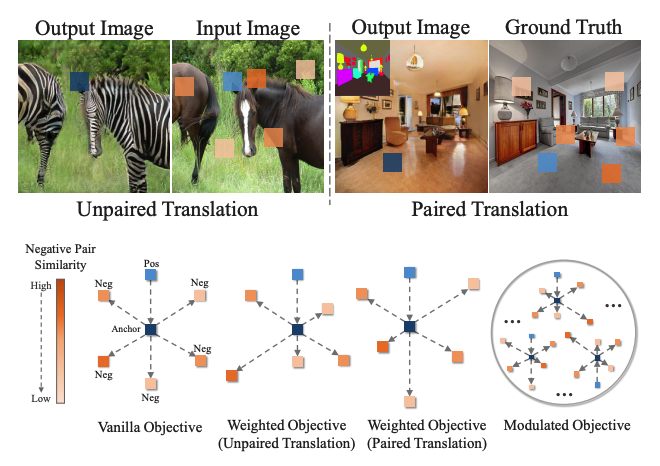 Output Image
Input Image
Output Image
Ground Truth
Unpaired Translation
Paired Translation
Negative Pair
Similarity
High
Low
Pos
Neg
Neg
Anchor
Neg
Neg
Neg
Vanilla Objective
Weighted Objective
(Unpaired Translation)
Weighted Objective
(Paired Translation)
Modulated Objective